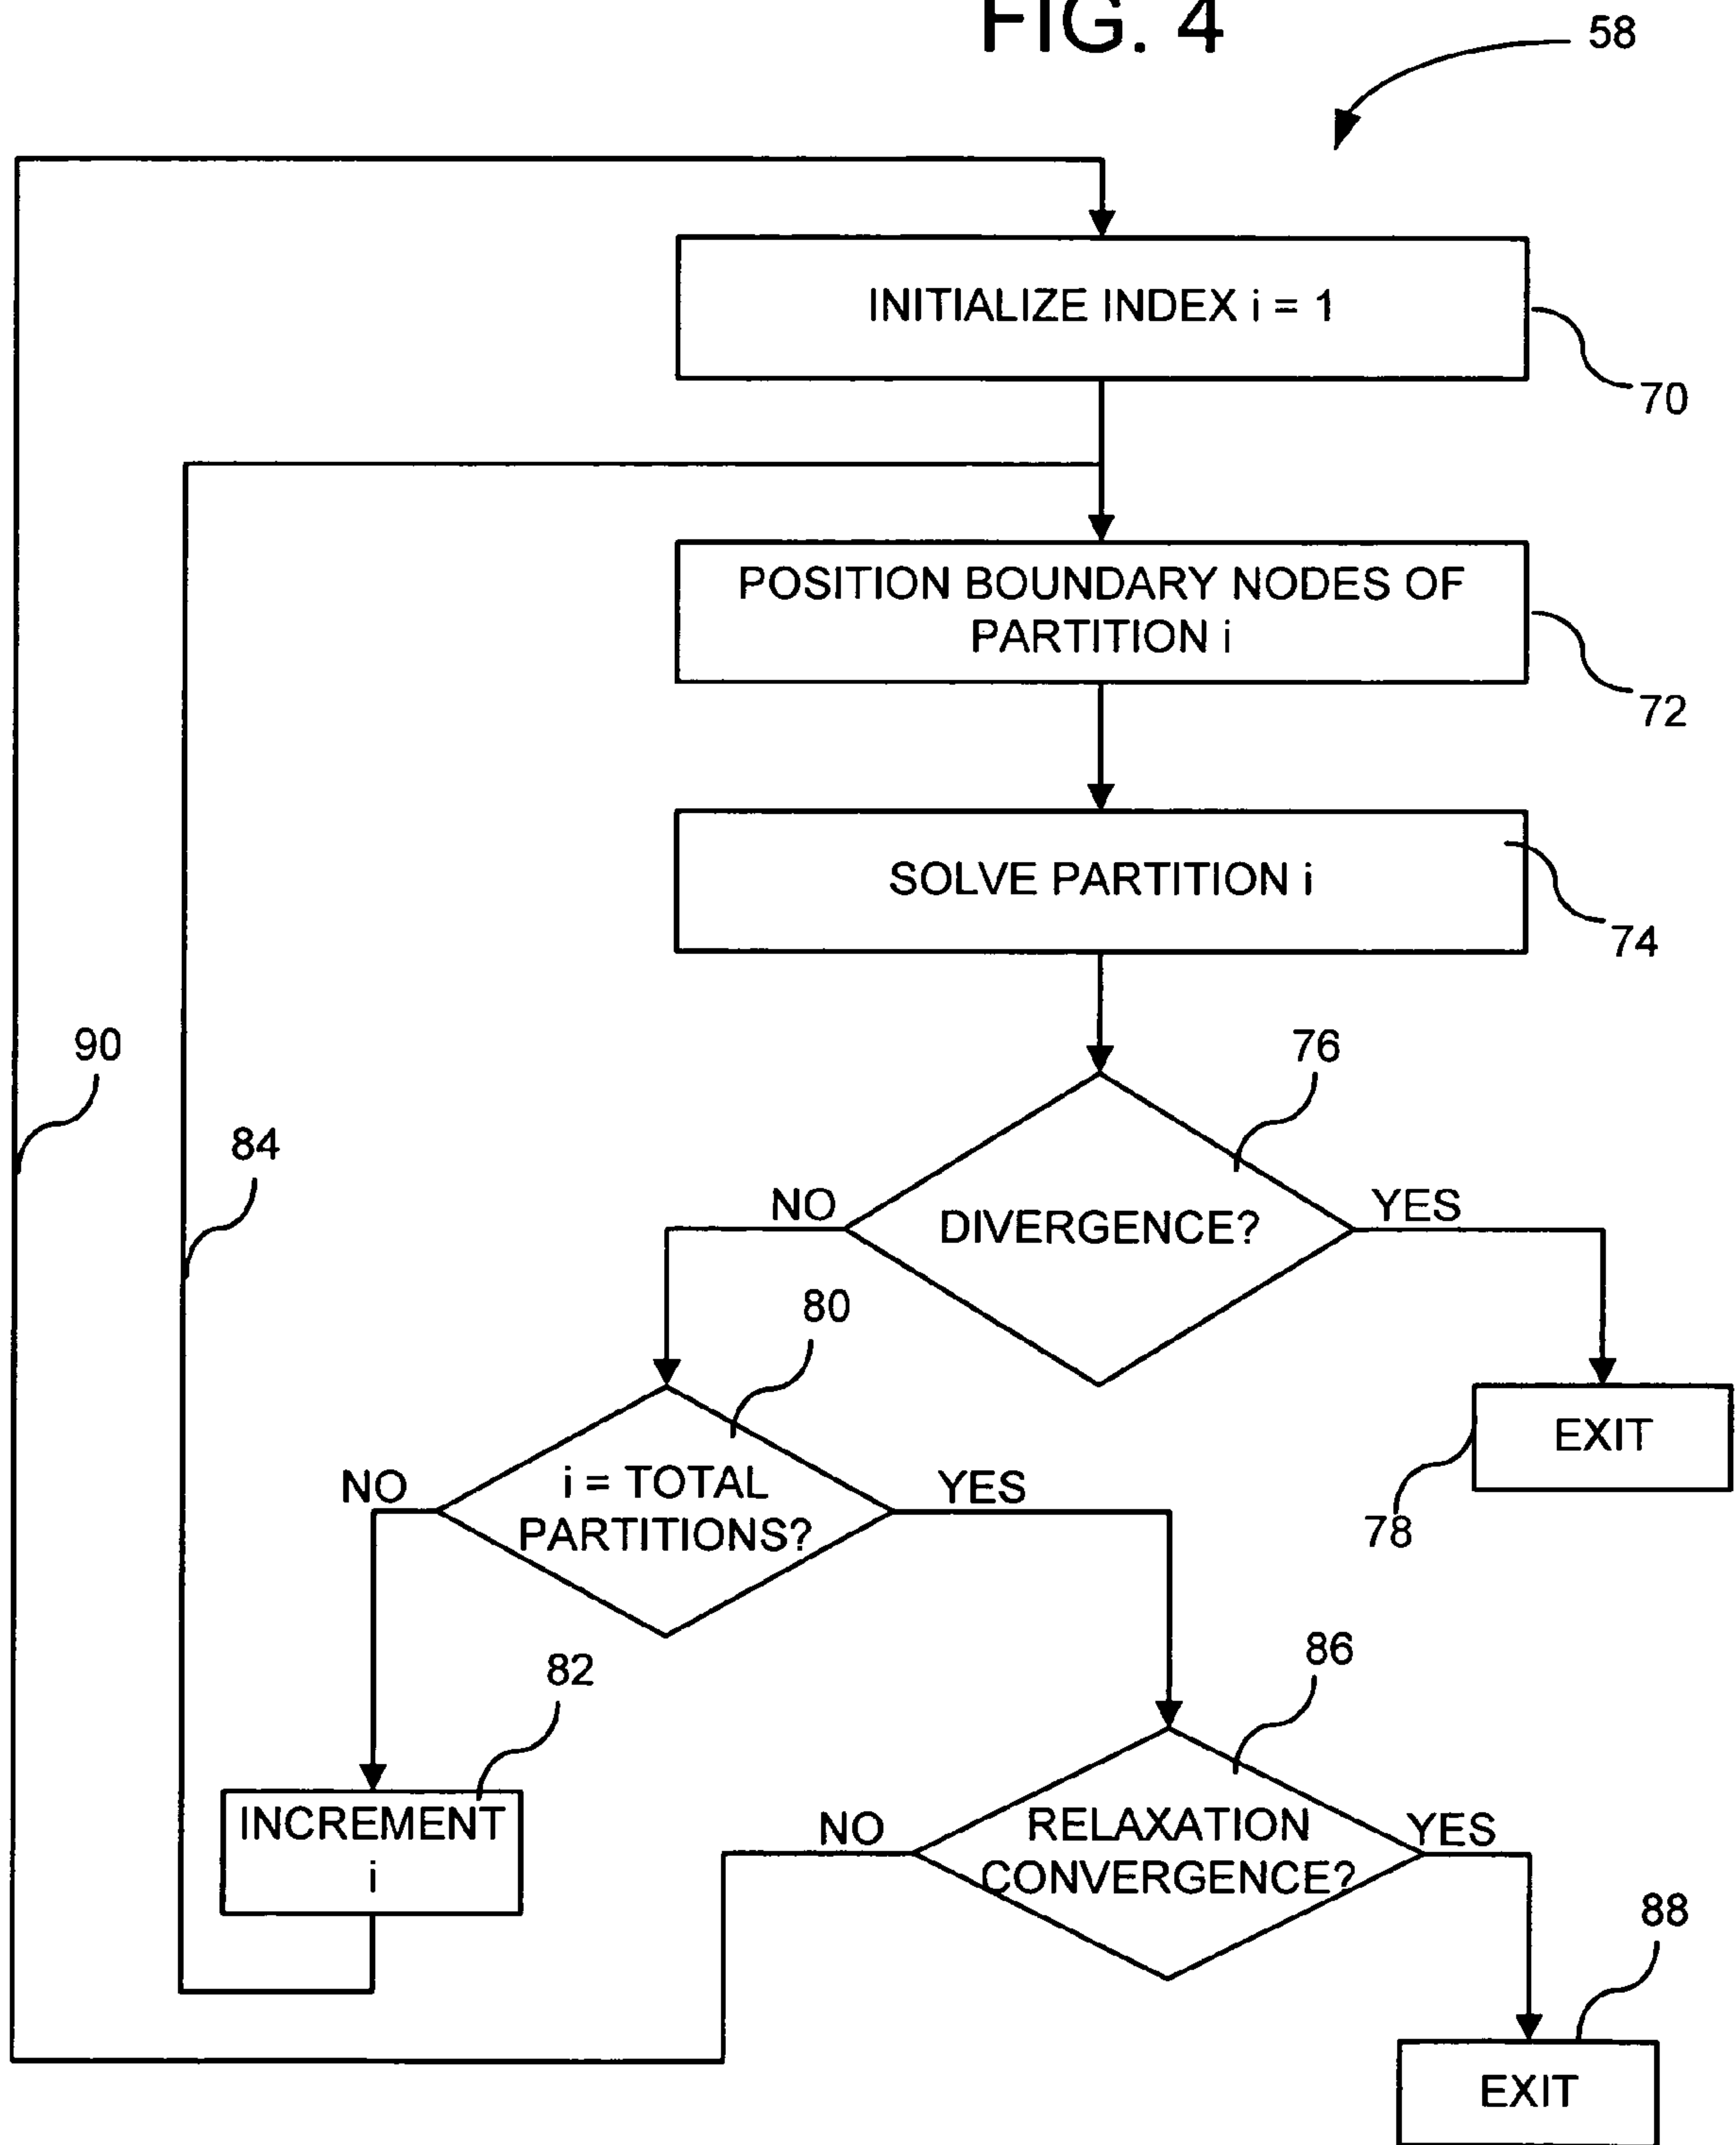 FIG. 4
58
INITIALIZE INDEX i = 1
70
POSITION BOUNDARY NODES OF
PARTITION i
72
SOLVE PARTITION i
74
90
76
84
NO
DIVERGENCE?
YES
80
EXIT
78
NO
i = TOTAL
PARTITIONS?
YES
82
86
INCREMENT
i
NO
RELAXATION
CONVERGENCE?
YES
88
EXIT